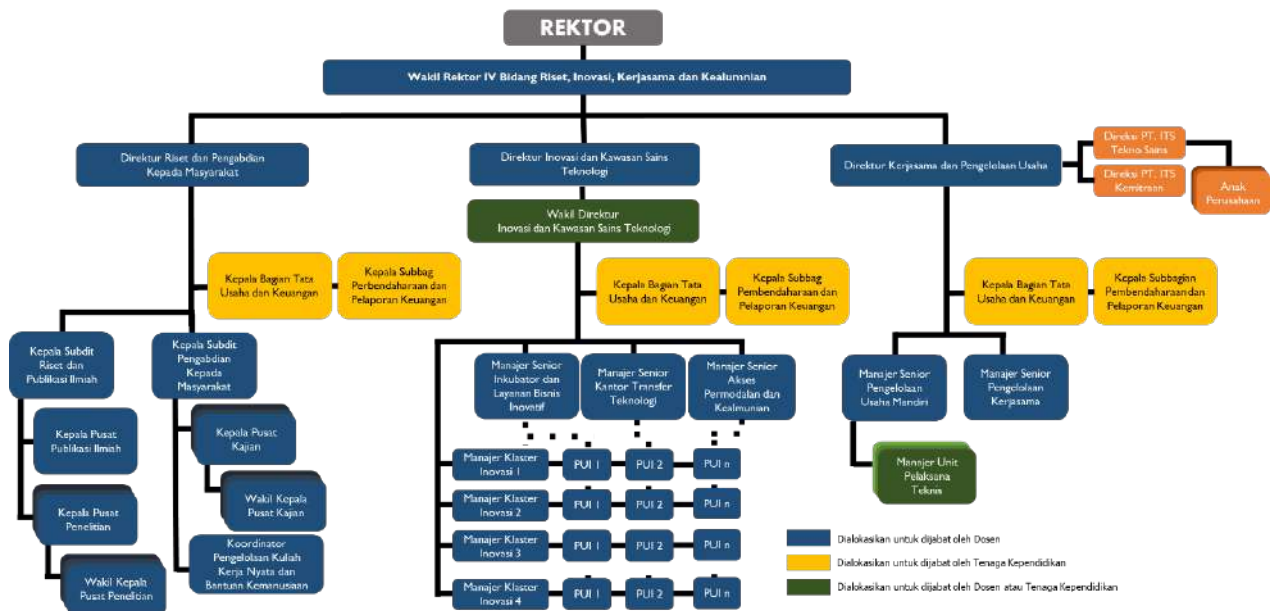 REKTOR
Wakil Rektor IV Bidang Riset, Inovasi, Kerjasama dan Kealumnian
Direktur Riset dan Pengabdian
Kepada Masyarakat
Direktur Inovasi dan Kawasan Sains
Teknologi
Direktur Kerjasama dan Pengelolaan Usaha
Direksi PT. ITS
Tekno Sains
Direksi PT. ITS
Kemitraan
Anak
Perusahaan
Wakil Direktur
Inovasi dan Kawasan Sains Teknologi
Kepala Bagian Tata
Usaha dan Keuangan
Kepala Subbag
Perbendaharaan dan
Pelaporan Keuangan
Kepala Bagian Tata
Usaha dan Keuangan
Kepala Subbag
Pembendaharaan dan
Pelaporan Keuangan
Kepala Bagian Tata
Usaha dan Keuangan
Kepala Subbagian
Pembendaharaan dan
Pelaporan Keuangan
Kepala Subdit
Riset dan
Publikasi Ilmiah
Kepala Subdit
Pengabdian
Kepada
Masyarakat
Manajer Senior
Inkubator dan
Layanan Bisnis
Inovatif
Manajer Senior
Kantor Transfer
Teknologi
Manajer Senior
Akses
Permodalan dan
Kealmunian
Manajer Senior
Pengelolaan
Usaha Mandiri
Manajer Senior
Pengelolaan
Kerjasama
Kepala Pusat
Publikasi Ilmiah
Kepala Pusat
Kajian
Kepala Pusat
Penelitian
Wakil Kepala
Pusat Kajian
Wakil Kepala
Pusat Penelitian
Koordinator
Pengelolaan Kuliah
Kerja Nyata dan
Bantuan Kemanusiaan
Manajer Klaster
Inovasi 1
PUI 1
PUI 2
PUI n
Manajer Klaster
Inovasi 2
PUI 1
PUI 2
PUI n
Manajer Klaster
Inovasi 3
PUI 1
PUI 2
PUI n
Manajer Klaster
Inovasi 4
PUI 1
PUI 2
PUI n
Manajer Unit
Pelaksana
Teknis
Dialokasikan untuk dijabat oleh Dosen
Dialokasikan untuk dijabat oleh Tenaga Kependidikan
Dialokasikan untuk dijabat oleh Dosen atau Tenaga Kependidikan